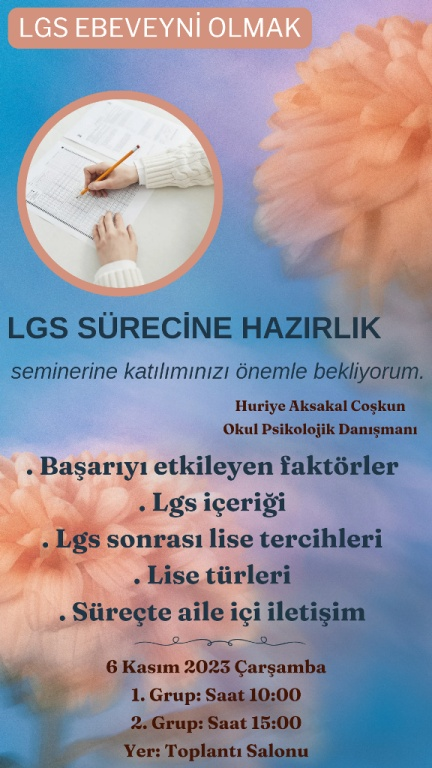 LGS EBEVEYNİ OLMAK
LGS SÜRECİNE HAZIRLIK
seminerine katılımınızı önemle bekliyorum.
Huriye Aksakal Coşkun
Okul Psikolojik Danışmanı
. Başarıyı etkileyen faktörler
. Lgs içeriği
. Lgs sonrası lise tercihleri
. Lise türleri
. Süreçte aile içi iletişim
6 Kasım 2023 Çarşamba
1. Grup: Saat 10:00
2. Grup: Saat 15:00
Yer: Toplantı Salonu